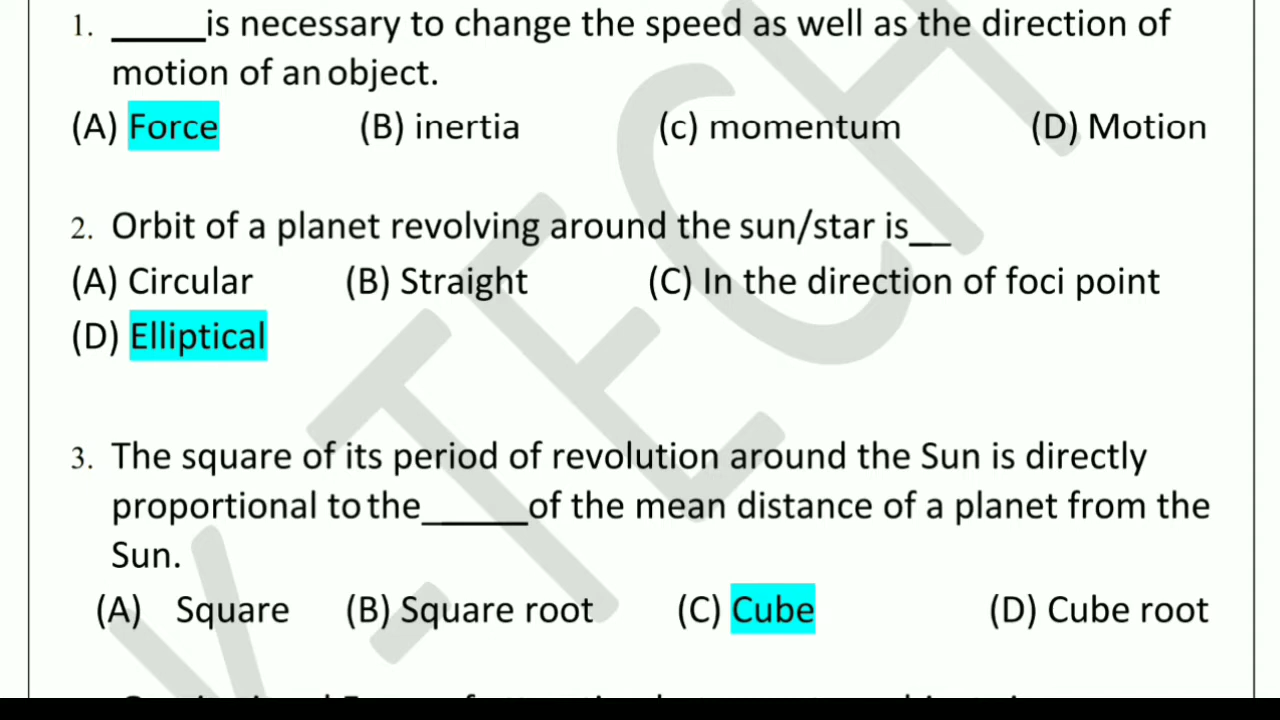 1. _____is necessary to change the speed as well as the direction of
motion of an object.
(A) Force (B) inertia (c) momentum (D) Motion
2. Orbit of a planet revolving around the sun/star is__
(A) Circular (B) Straight (C) In the direction of foci point
(D) Elliptical
3. The square of its period of revolution around the Sun is directly
proportional to the_____of the mean distance of a planet from the
Sun.
(A) Square (B) Square root (C) Cube (D) Cube root